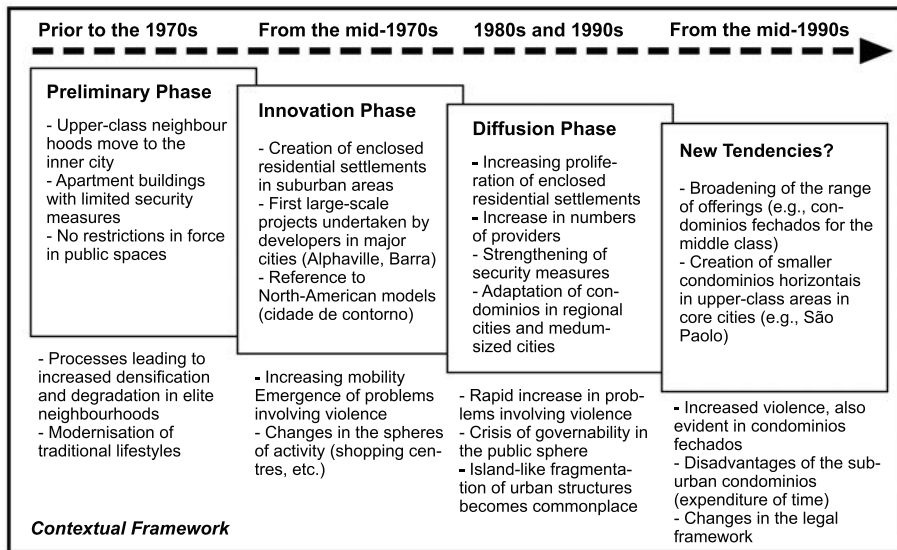 Prior to the 1970s
From the mid-1970s
1980s and 1990s
From the mid-1990s
Preliminary Phase
- Upper-class neighbour
hoods move to the
inner city
- Apartment buildings
with limited security
measures
- No restrictions in force
in public spaces
- Processes leading to
increased densification
and degradation in elite
neighbourhoods
- Modernisation of
traditional lifestyles
Innovation Phase
- Creation of enclosed
residential settlements
in suburban areas
- First large-scale
projects undertaken by
developers in major
cities (Alphaville, Barra)
- Reference to
North-American models
(cidade de contorno)
- Increasing mobility
Emergence of problems
involving violence
- Changes in the spheres
of activity (shopping cen-
tres, etc.)
Diffusion Phase
- Increasing prolife-
ration of enclosed
residential settlements
- Increase in numbers
of providers
- Strengthening of
security measures
- Adaptation of con-
dominios in regional
cities and medum-
sized cities
- Rapid increase in prob-
lems involving violence
- Crisis of governability in
the public sphere
- Island-like fragmenta-
tion of urban structures
becomes commonplace
New Tendencies?
- Broadening of the range
of offerings (e.g., con-
dominios fechados for the
middle class)
- Creation of smaller
condominios horizontais
in upper-class areas in
core cities (e.g., São
Paolo)
- Increased violence, also
evident in condominios
fechados
- Disadvantages of the sub-
urban condominios
(expenditure of time)
- Changes in the legal
framework
Contextual Framework